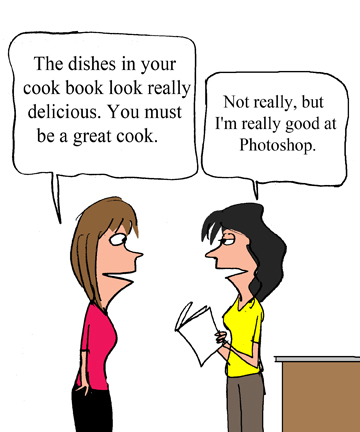 The dishes in your
cook book look really
delicious. You must
be a great cook.
Not really, but
I'm really good at
Photoshop.